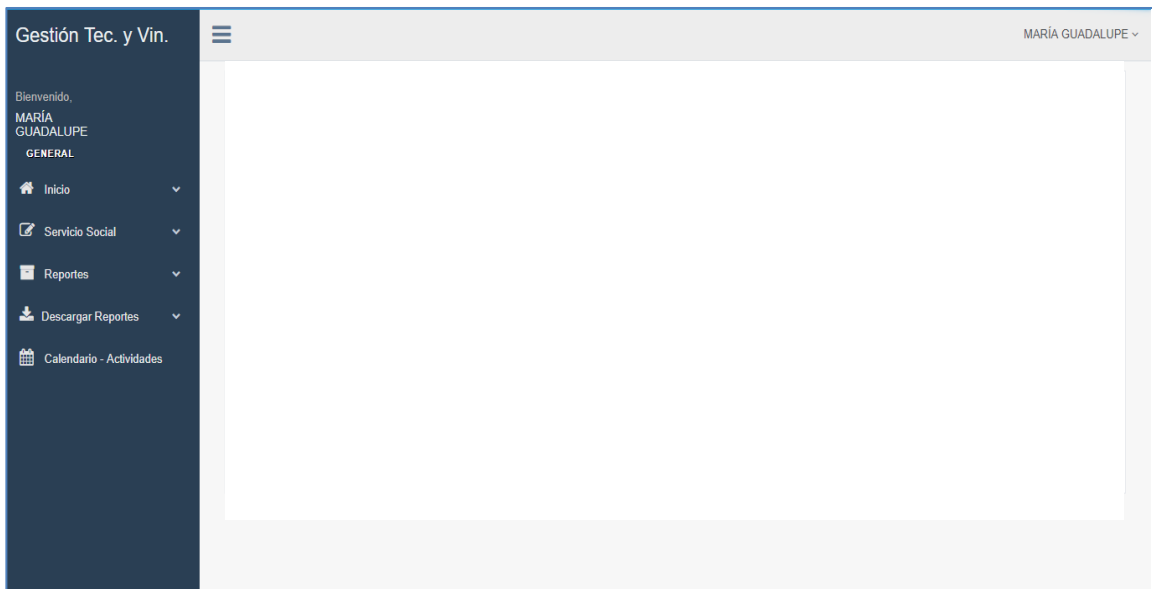 Gestión Tec. y Vin.
MARÍA GUADALUPE
Bienvenido,
MARÍA
GUADALUPE
GENERAL
Inicio
Servicio Social
Reportes
Descargar Reportes
Calendario - Actividades